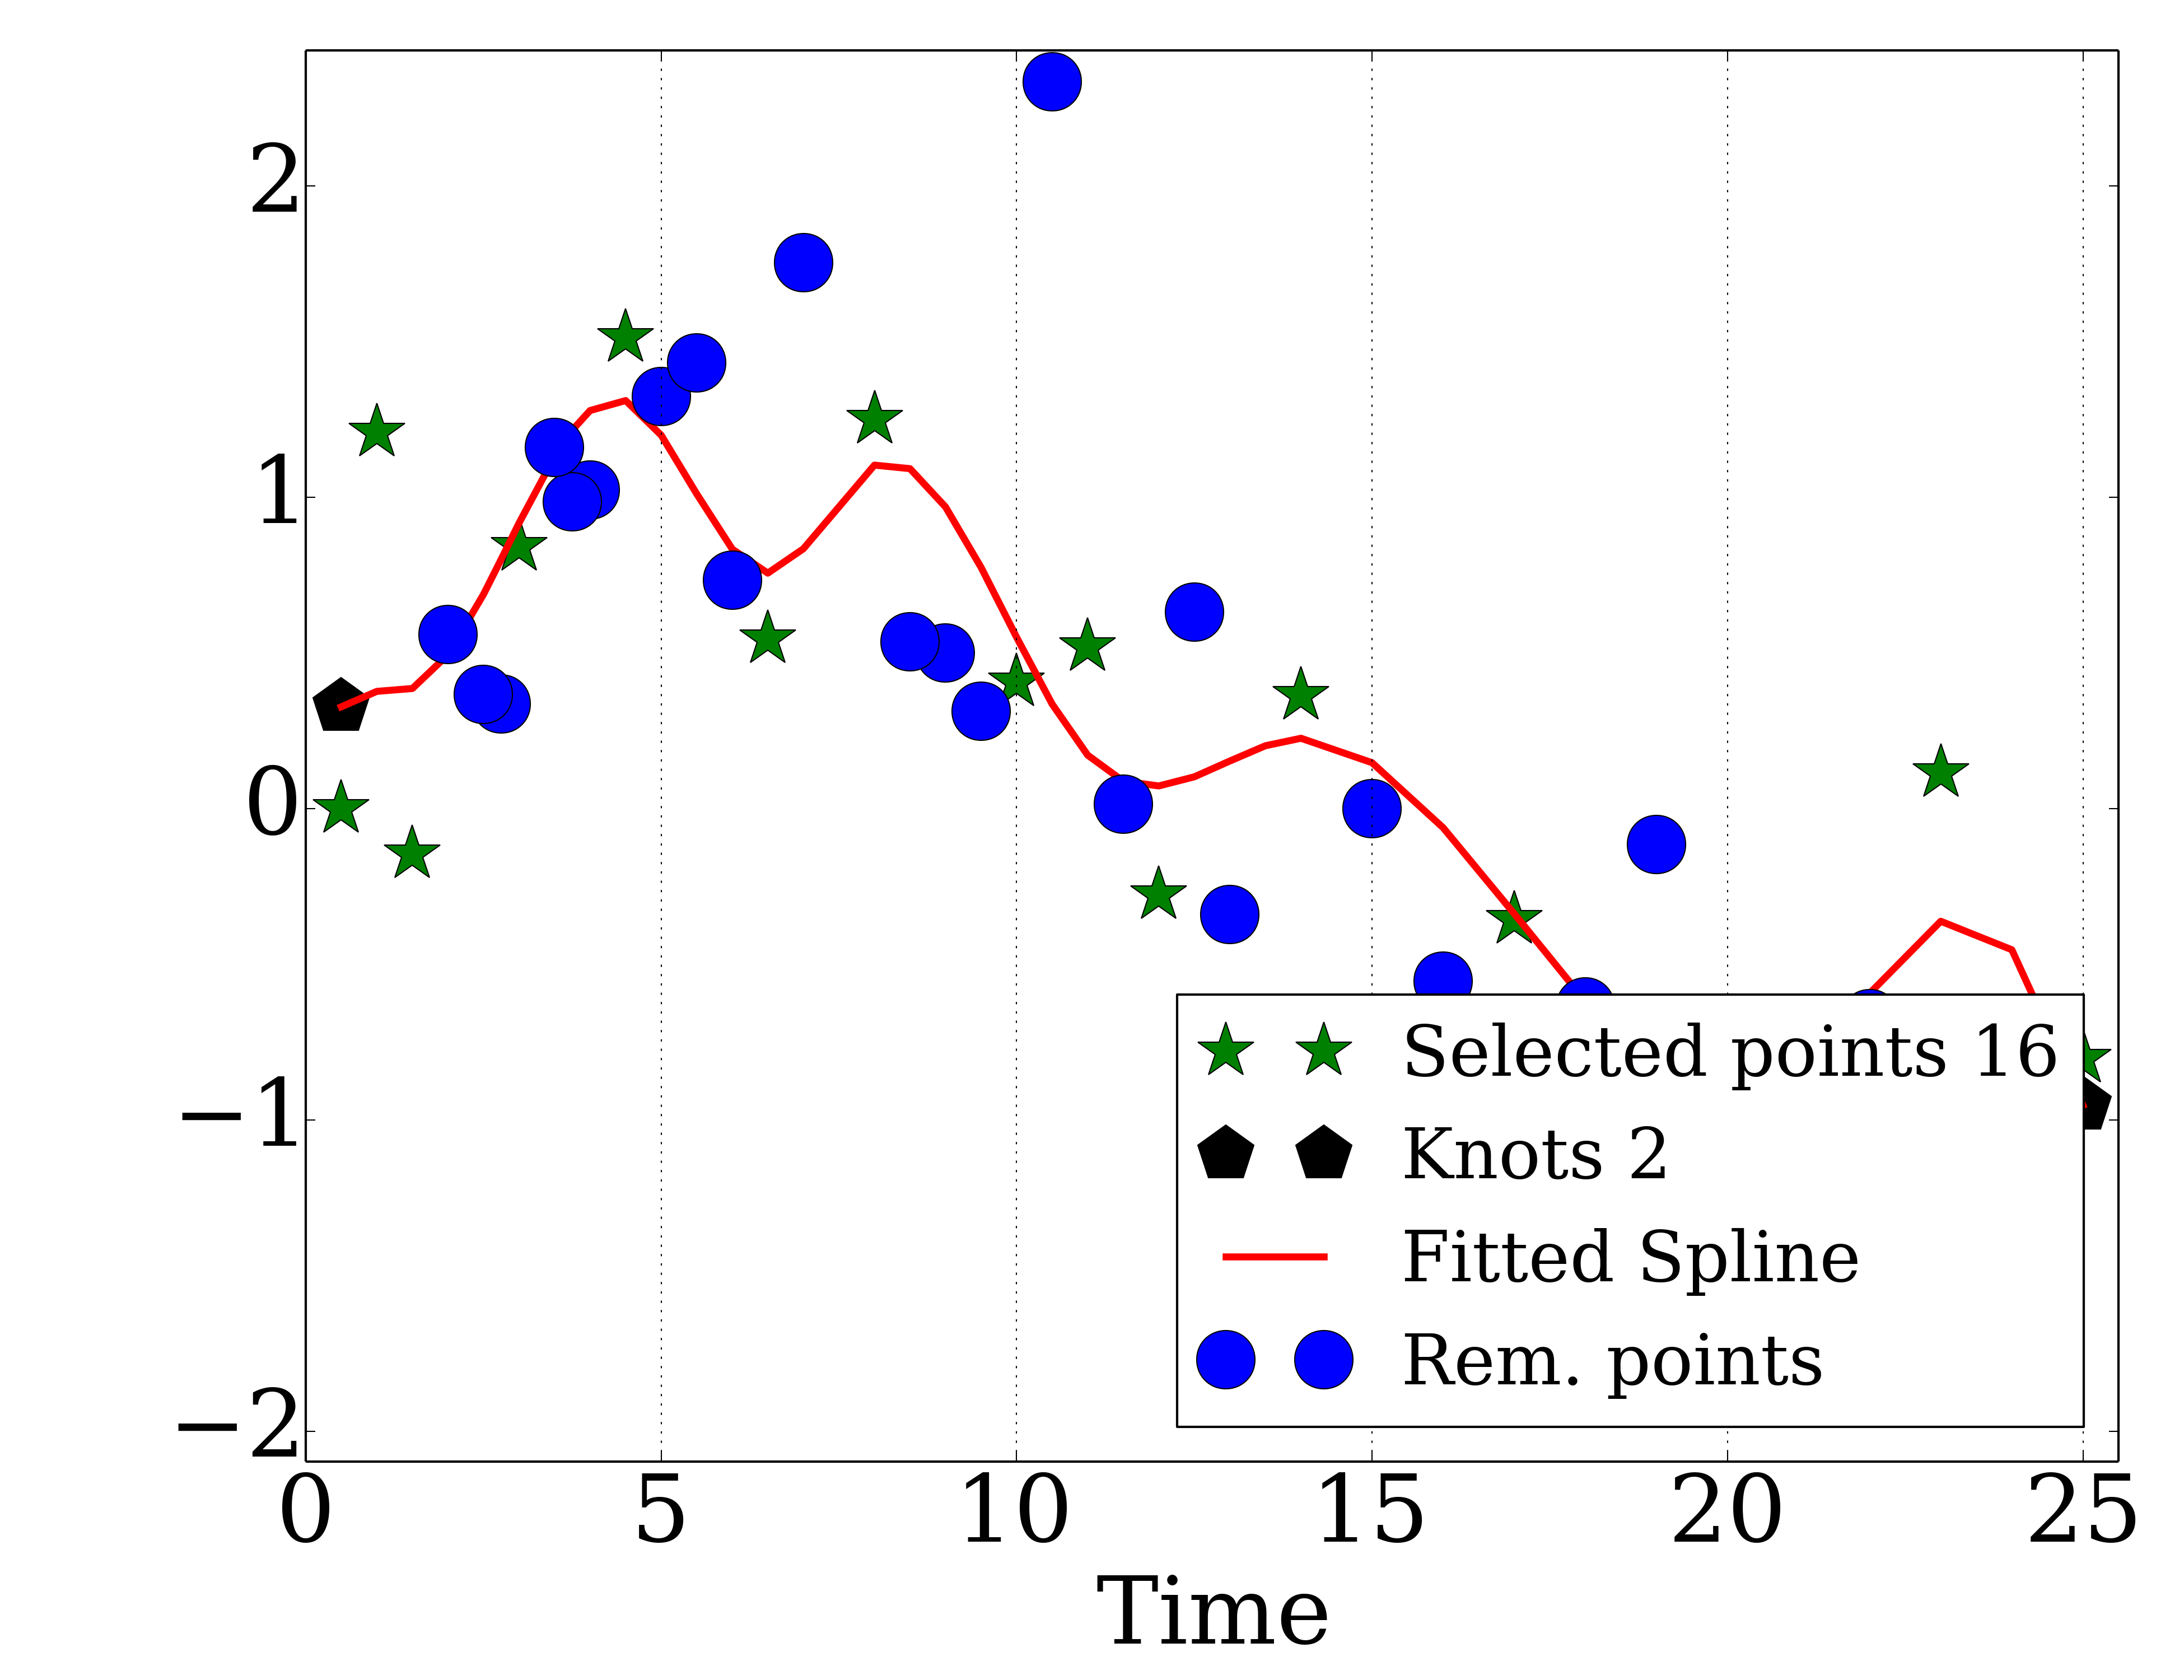 2
1
0
−1
−2
0 5 10 15 20 25
Time
Selected points 16
Knots 2
Fitted Spline
Rem. points